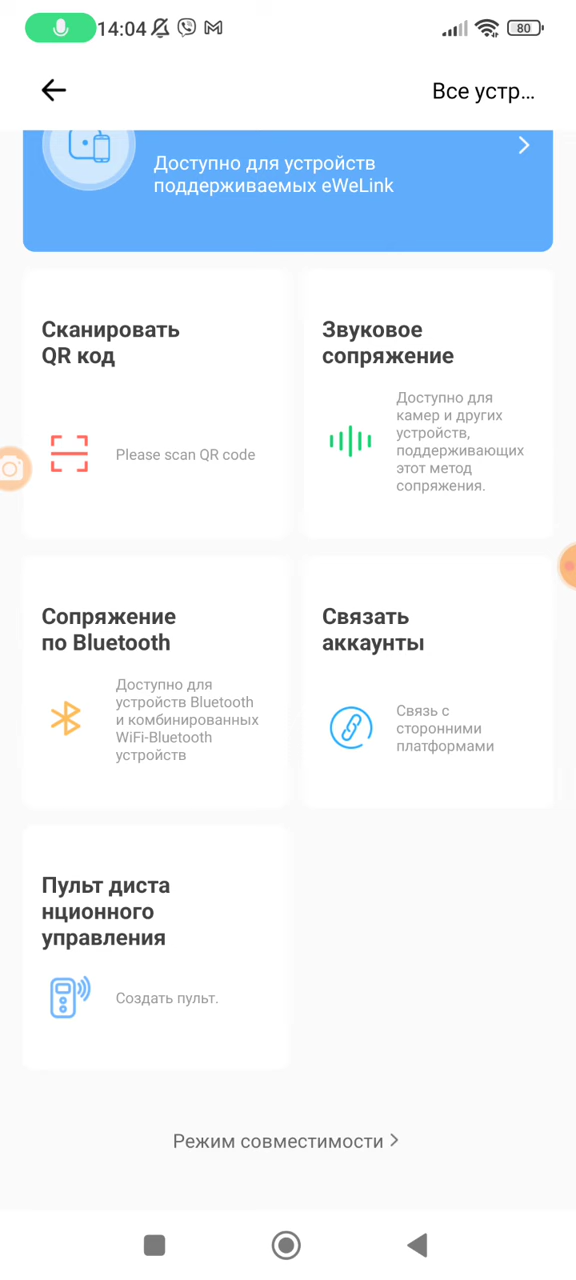 14:04
80
Все устр...
Доступно для устройств
поддерживаемых eWeLink
Сканировать
QR код
Please scan QR code
Звуковое
сопряжение
Доступно для
камер и других
устройств,
поддерживающих
этот метод
сопряжения.
Сопряжение
по Bluetooth
Доступно для
устройств Bluetooth
и комбинированных
WiFi-Bluetooth
устройств
Связать
аккаунты
Связь с
сторонними
платформами
Пульт диста
нционного
управления
Создать пульт.
Режим совместимости